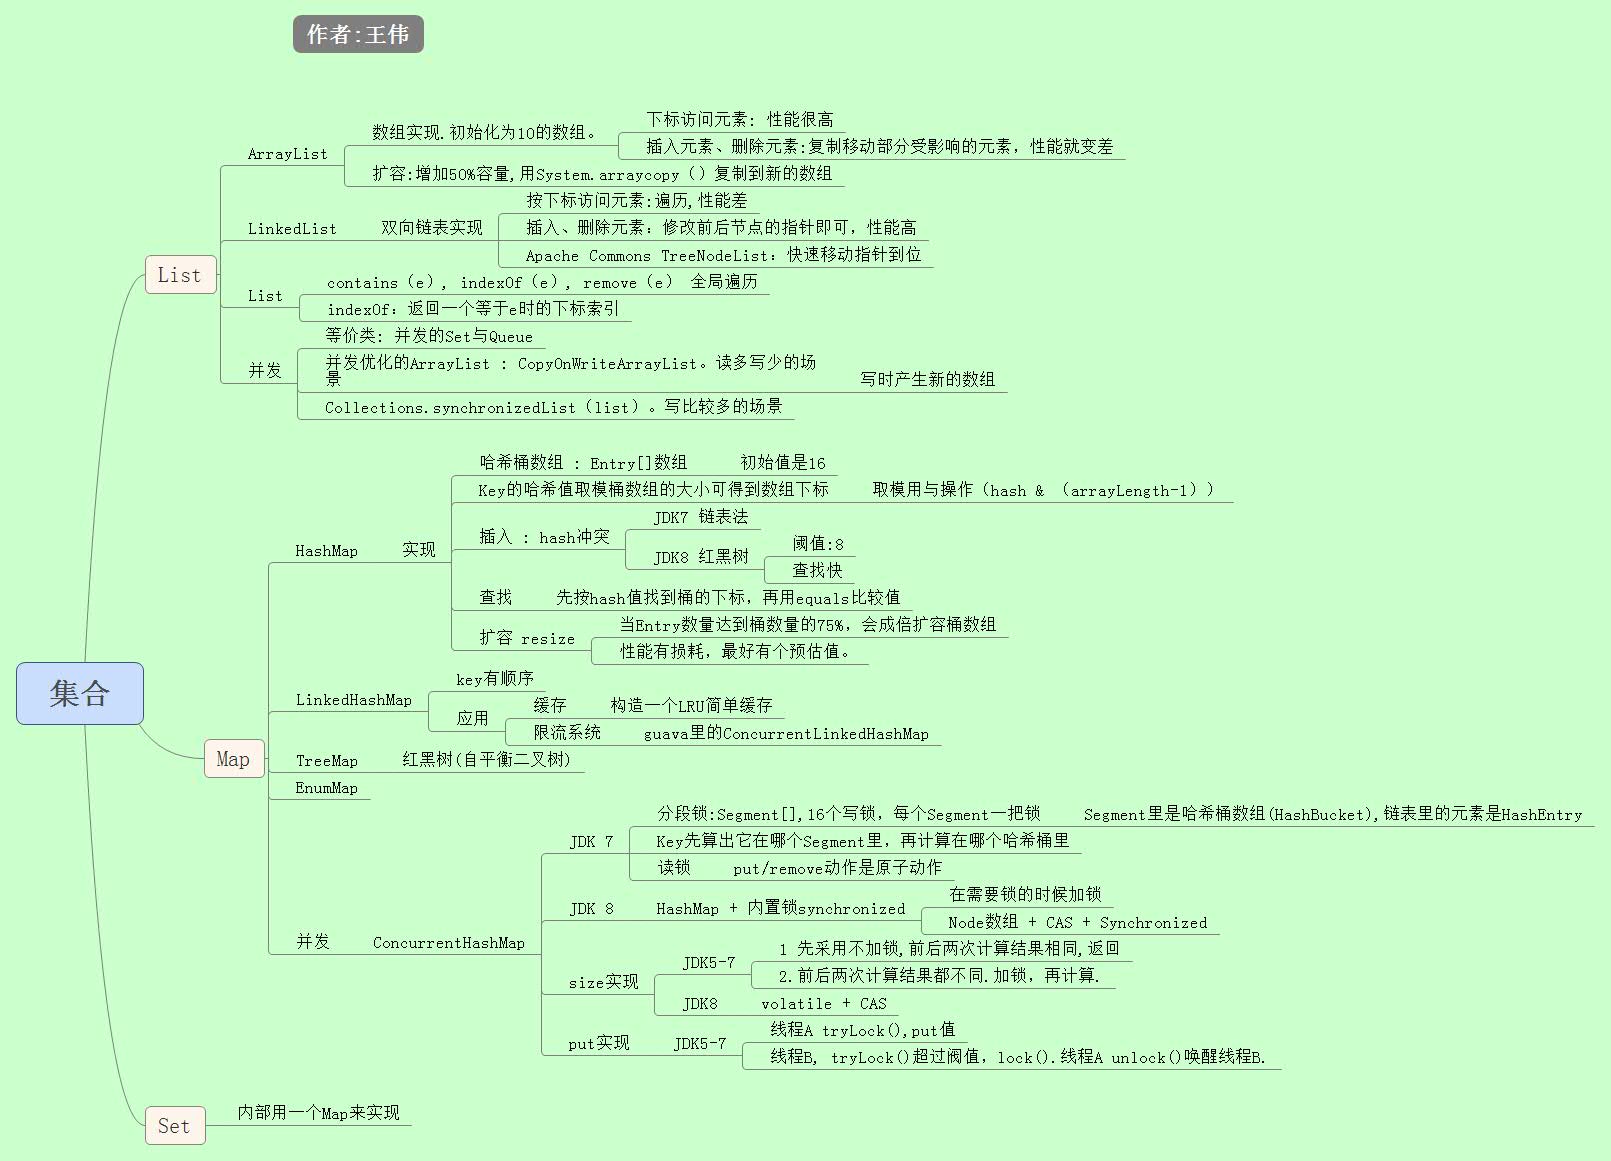 作者:王伟
集合
List
ArrayList
数组实现.初始化为10的数组。
下标访问元素: 性能很高
插入元素、删除元素:复制移动部分受影响的元素，性能就变差
扩容:增加50%容量,用System.arraycopy（）复制到新的数组
LinkedList
双向链表实现
按下标访问元素:遍历,性能差
插入、删除元素：修改前后节点的指针即可，性能高
Apache Commons TreeNodeList：快速移动指针到位
List
contains（e）, indexOf（e）, remove（e） 全局遍历
indexOf：返回一个等于e时的下标索引
并发
等价类: 并发的Set与Queue
并发优化的ArrayList : CopyOnWriteArrayList。读多写少的场
景
写时产生新的数组
Collections.synchronizedList（list）。写比较多的场景
Map
HashMap
实现
哈希桶数组 : Entry[]数组
初始值是16
Key的哈希值取模桶数组的大小可得到数组下标
取模用与操作（hash & （arrayLength-1））
插入 : hash冲突
JDK7 链表法
JDK8 红黑树
阈值:8
查找快
查找
先按hash值找到桶的下标，再用equals比较值
扩容 resize
当Entry数量达到桶数量的75%，会成倍扩容桶数组
性能有损耗，最好有个预估值。
LinkedHashMap
key有顺序
应用
缓存
构造一个LRU简单缓存
限流系统
guava里的ConcurrentLinkedHashMap
TreeMap
红黑树(自平衡二叉树)
EnumMap
并发
ConcurrentHashMap
JDK 7
分段锁:Segment[],16个写锁，每个Segment一把锁
Segment里是哈希桶数组(HashBucket),链表里的元素是HashEntry
Key先算出它在哪个Segment里，再计算在哪个哈希桶里
读锁
put/remove动作是原子动作
JDK 8
HashMap + 内置锁synchronized
在需要锁的时候加锁
Node数组 + CAS + Synchronized
size实现
JDK5-7
1 先采用不加锁,前后两次计算结果相同,返回
2.前后两次计算结果都不同.加锁，再计算.
JDK8
volatile + CAS
put实现
JDK5-7
线程A tryLock(),put值
线程B, tryLock()超过阀值，lock().线程A unlock()唤醒线程B.
Set
内部用一个Map来实现